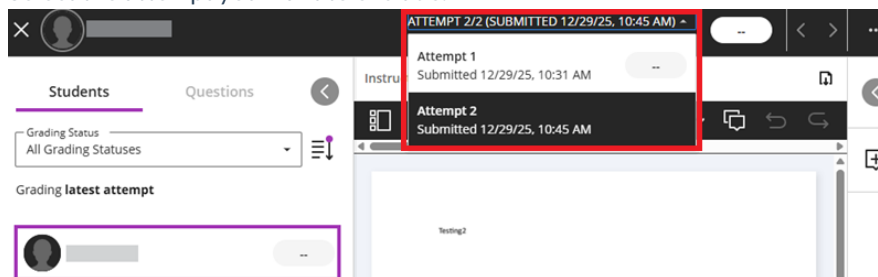 ATTEMPT 2/2 (SUBMITTED 12/29/25, 10:45 AM)
--
Attempt 1
Submitted 12/29/25, 10:31 AM
--
Attempt 2
Submitted 12/29/25, 10:45 AM
Students
Questions
Instru
Grading Status
All Grading Statuses
Grading latest attempt
Testing2
--